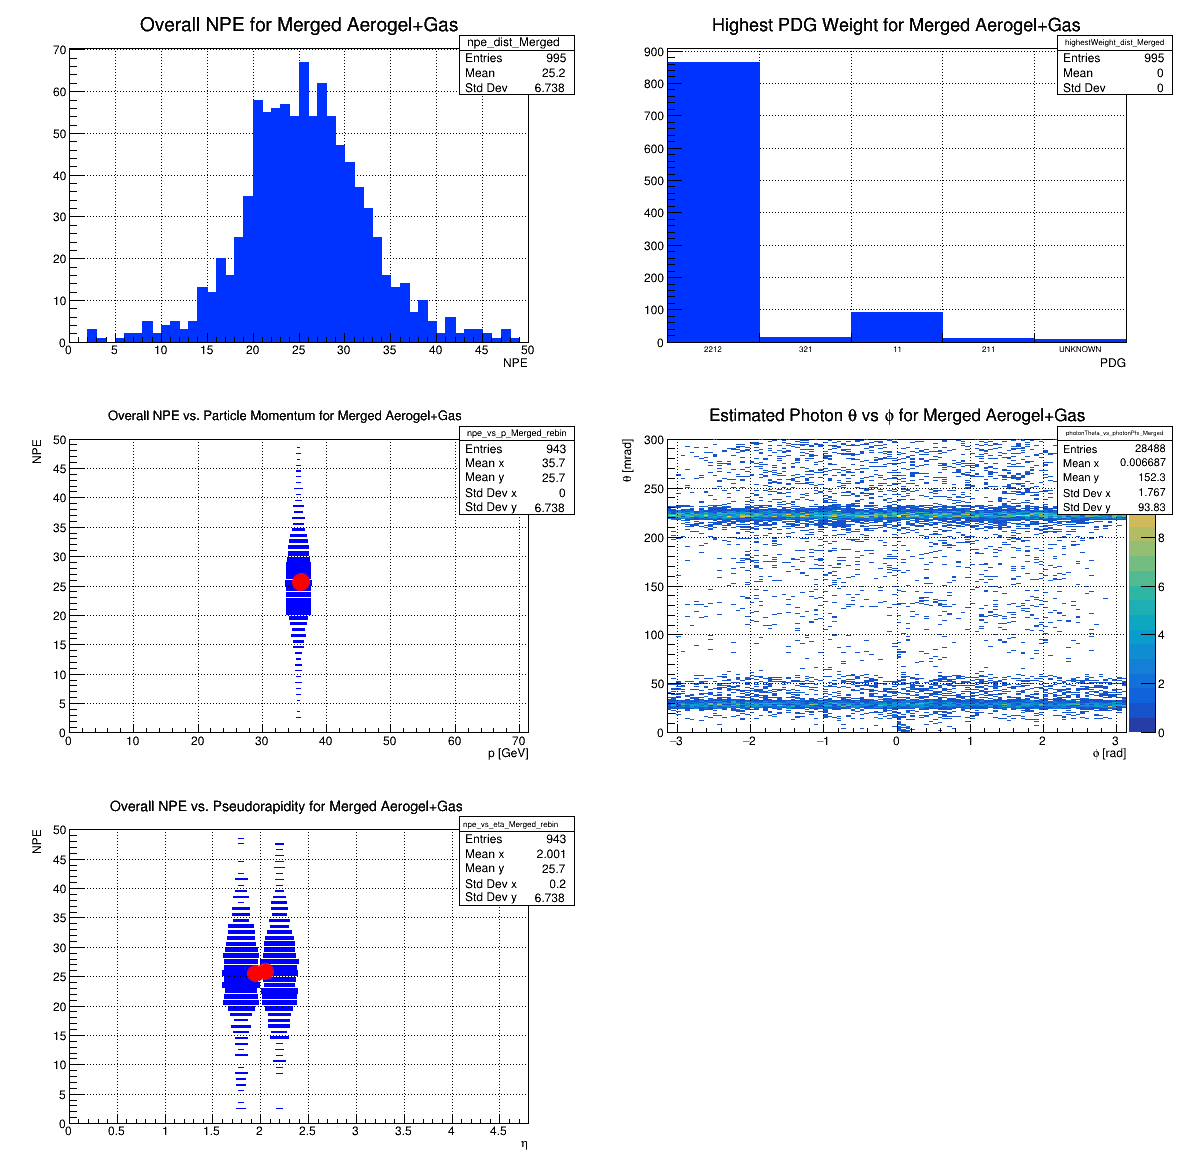 Overall NPE for Merged Aerogel+Gas
npe_dist_Merged
Entries 995
Mean 25.2
Std Dev 6.738
70
60
50
40
30
20
10
0
0 5 10 15 20 25 30 35 40 45 50
NPE
Highest PDG Weight for Merged Aerogel+Gas
highestWeight_dist_Merged
Entries 995
Mean 0
Std Dev 0
900
800
700
600
500
400
300
200
100
0
2212 321 11 211 UNKNOWN
PDG
Overall NPE vs. Particle Momentum for Merged Aerogel+Gas
npe_vs_p_Merged_rebin
Entries 943
Mean x 35.7
Mean y 25.7
Std Dev x 0
Std Dev y 6.738
NPE
50
45
40
35
30
25
20
15
10
5
0
0 10 20 30 40 50 60 70
p [GeV]
Estimated Photon θ vs ϕ for Merged Aerogel+Gas
photonTheta_vs_photonPhi_Merged
Entries 28488
Mean x 0.006687
Mean y 152.3
Std Dev x 1.767
Std Dev y 93.83
θ [mrad]
300
250
200
150
100
50
0
−3 −2 −1 0 1 2 3
ϕ [rad]
8
6
4
2
0
Overall NPE vs. Pseudorapidity for Merged Aerogel+Gas
npe_vs_eta_Merged_rebin
Entries 943
Mean x 2.001
Mean y 25.7
Std Dev x 0.2
Std Dev y 6.738
NPE
50
45
40
35
30
25
20
15
10
5
0
0 0.5 1 1.5 2 2.5 3 3.5 4 4.5
η